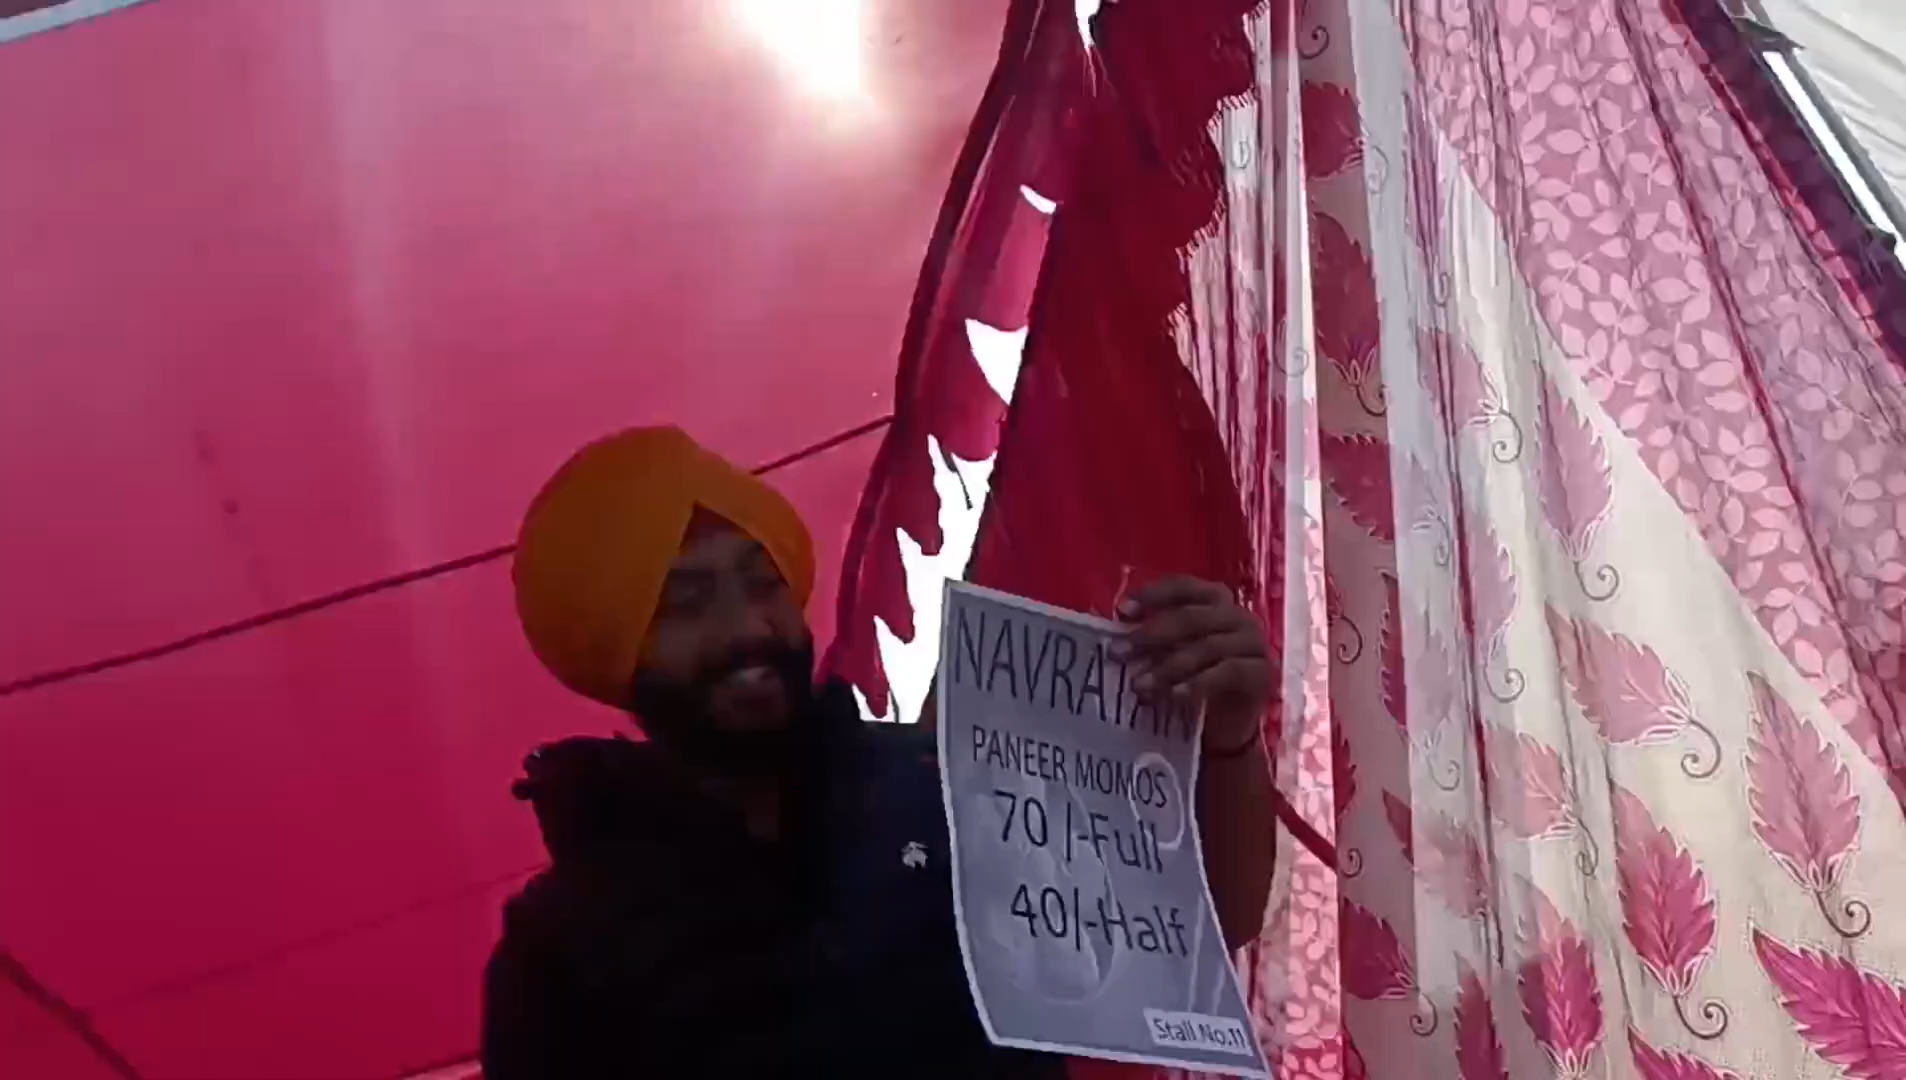 NAVRATAN
PANEER MOMOS
70/-Full
40/-Half
Stall No.11